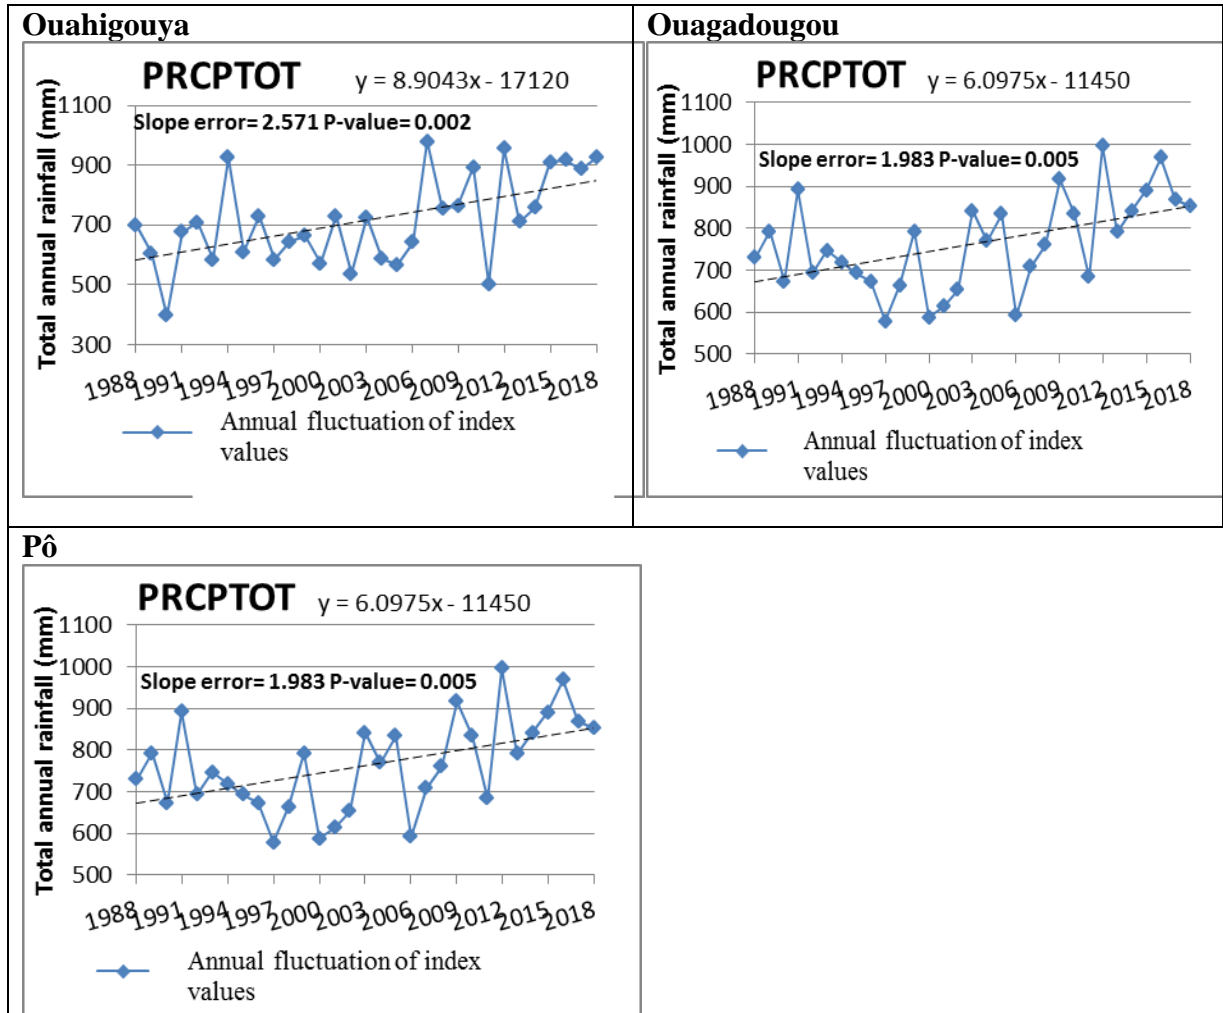 Ouahigouya
PRCPTOT y = 8.9043x - 17120
Total annual rainfall (mm)
1100
900
700
500
300
Slope error= 2.571 P-value= 0.002
1988 1991 1994 1997 2000 2003 2006 2009 2012 2015 2018
Annual fluctuation of index
values
Ouagadougou
PRCPTOT y = 6.0975x - 11450
Total annual rainfall (mm)
1100
1000
900
800
700
600
500
Slope error= 1.983 P-value= 0.005
1988 1991 1994 1997 2000 2003 2006 2009 2012 2015 2018
Annual fluctuation of index
values
Pô
PRCPTOT y = 6.0975x - 11450
Total annual rainfall (mm)
1100
1000
900
800
700
600
500
Slope error= 1.983 P-value= 0.005
1988 1991 1994 1997 2000 2003 2006 2009 2012 2015 2018
Annual fluctuation of index
values